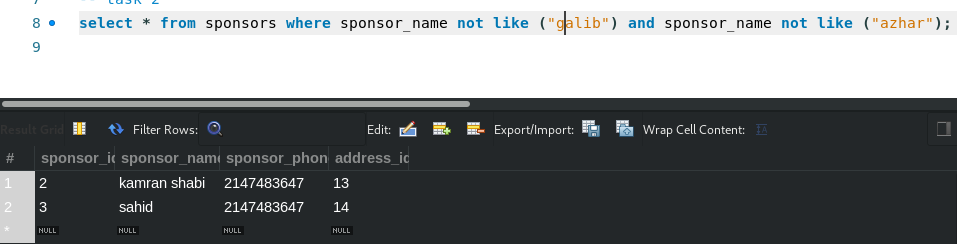 7 -- task 2
8 select * from sponsors where sponsor_name not like ("galib") and sponsor_name not like ("azhar");
9
Result Grid Filter Rows: Edit: Export/Import: Wrap Cell Content: IA
# sponsor_id sponsor_name sponsor_phon address_id
1 2 kamran shabi 2147483647 13
2 3 sahid 2147483647 14
* NULL NULL NULL NULL